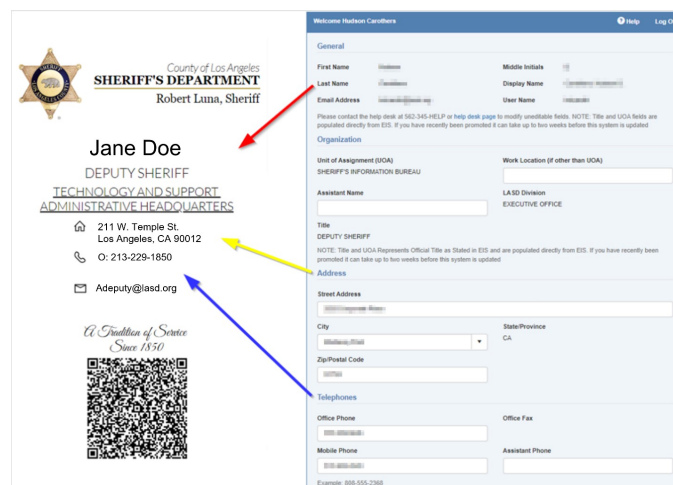 SHERIFF
LOS ANGELES
County of Los Angeles
SHERIFF'S DEPARTMENT
Robert Luna, Sheriff
Jane Doe
DEPUTY SHERIFF
TECHNOLOGY AND SUPPORT
ADMINISTRATIVE HEADQUARTERS
211 W. Temple St.
Los Angeles, CA 90012
O: 213-229-1850
Adeputy@lasd.org
A Tradition of Service
Since 1850
Welcome Hudson Carothers
Help Log O
General
First Name Middle Initials
Last Name Display Name
Email Address User Name
Please contact the help desk at 562-345-HELP or help desk page to modify uneditable fields. NOTE: Title and UOA fields are
populated directly from EIS. If you have recently been promoted it can take up to two weeks before this system is updated
Organization
Unit of Assignment (UOA) Work Location (if other than UOA)
SHERIFF'S INFORMATION BUREAU
Assistant Name LASD Division
EXECUTIVE OFFICE
Title
DEPUTY SHERIFF
NOTE: Title and UOA Represents Official Title as Stated in EIS and are populated directly from EIS. If you have recently been
promoted it can take up to two weeks before this system is updated
Address
Street Address
City State/Province
CA
Zip/Postal Code
Telephones
Office Phone Office Fax
Mobile Phone Assistant Phone
Example: 888-555-2368